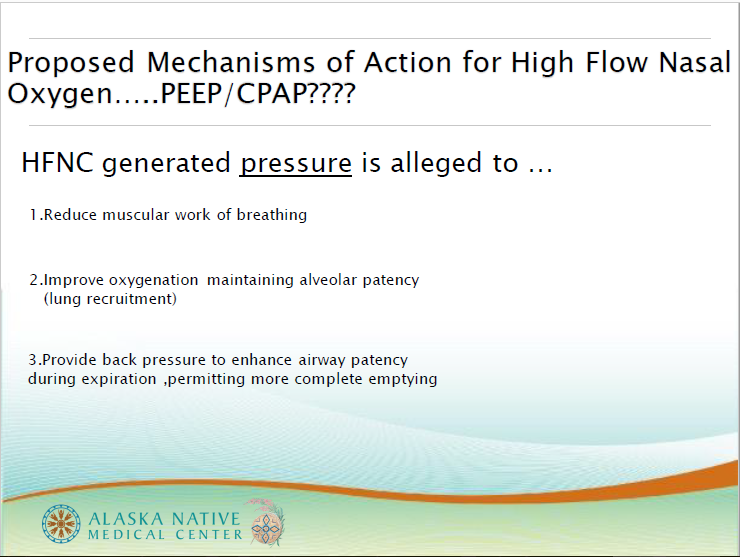 Proposed Mechanisms of Action for High Flow Nasal
Oxygen…..PEEP/CPAP????
HFNC generated pressure is alleged to …
1.Reduce muscular work of breathing
2.Improve oxygenation maintaining alveolar patency
(lung recruitment)
3.Provide back pressure to enhance airway patency
during expiration ,permitting more complete emptying
ALASKA NATIVE
MEDICAL CENTER